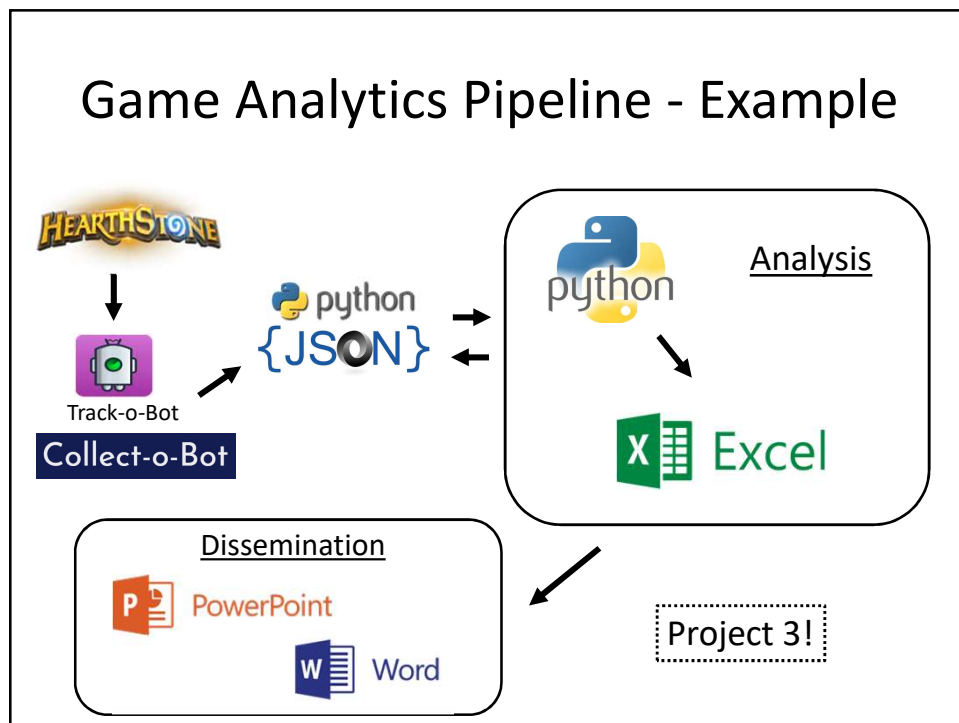 Game Analytics Pipeline - Example
HEARTHSTONE
Track-o-Bot
Collect-o-Bot
python
{JSON}
python
Analysis
X
Excel
Dissemination
P
PowerPoint
W
Word
Project 3!